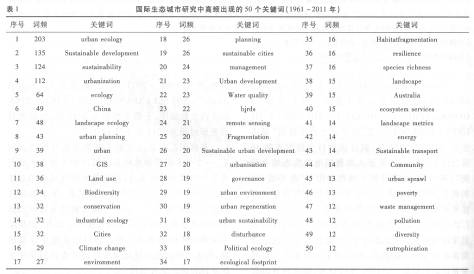 表1 国际生态城市研究中高频出现的50个关键词(1961-2011年)
序号 词频 关键词 序号 词频 关键词 序号 词频 关键词
1 203 urban ecology 18 26 planning 35 16 Habitatfragmentation
2 135 Sustainable development 19 26 sustainable cities 36 16 resilience
3 124 sustainability 20 24 management 37 16 species richness
4 112 urbanization 21 23 Urban development 38 15 landscape
5 64 ecology 22 23 Water quality 39 15 Australia
6 49 China 23 22 bjrds 40 15 ecosystem services
7 48 landscape ecology 24 21 remote sensing 41 14 landscape metrics
8 43 urban planning 25 20 Fragmentation 42 14 energy
9 39 urban 26 20 Sustainable urban development 43 14 Sustainable transport
10 38 GIS 27 20 urbanisation 44 14 Community
11 36 Land use 28 19 governance 45 13 urban sprawl
12 34 Biodiversity 29 19 urban environment 46 13 poverty
13 32 conservation 30 19 urban regeneration 47 12 waste management
14 32 industrial ecology 31 18 urban sustainability 48 12 pollution
15 32 Cities 32 18 disturbance 49 12 diversity
16 29 Climate change 33 18 Political ecology 50 12 eutrophication
17 27 environment 34 17 ecological footprint